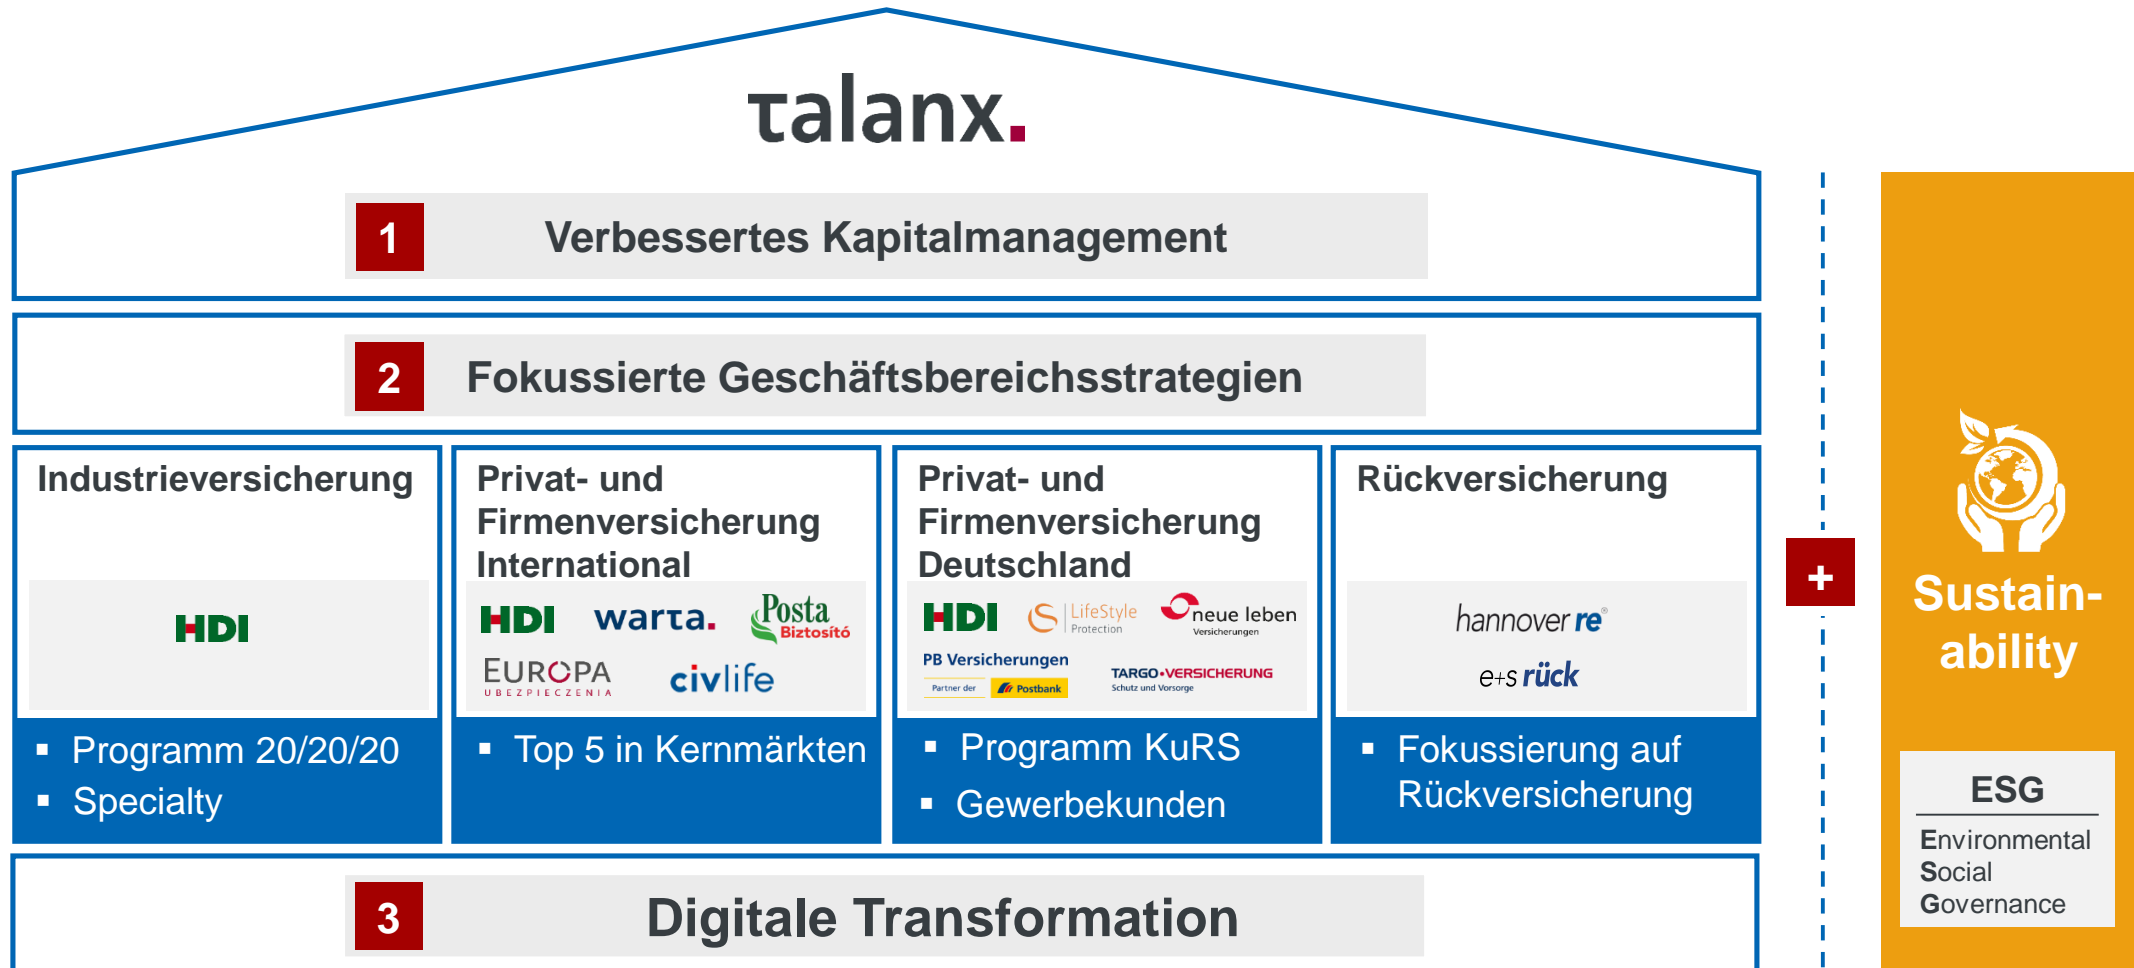 talanx.
1 Verbessertes Kapitalmanagement
2 Fokussierte Geschäftsbereichsstrategien
Industrieversicherung
HDI
▪ Programm 20/20/20
▪ Specialty
Privat- und
Firmenversicherung
International
HDI warta. Posta
Biztosító
EUROPA
UBEZPIECZENIA
civlife
▪ Top 5 in Kernmärkten
Privat- und
Firmenversicherung
Deutschland
HDI
LifeStyle
Protection
neue leben
Versicherungen
PB Versicherungen
Partner der Postbank
TARGO•VERSICHERUNG
Schutz und Vorsorge
▪ Programm KuRS
▪ Gewerbekunden
Rückversicherung
hannover re®
e+s rück
▪ Fokussierung auf
Rückversicherung
3 Digitale Transformation
+
Sustain-
ability
ESG
Environmental
Social
Governance